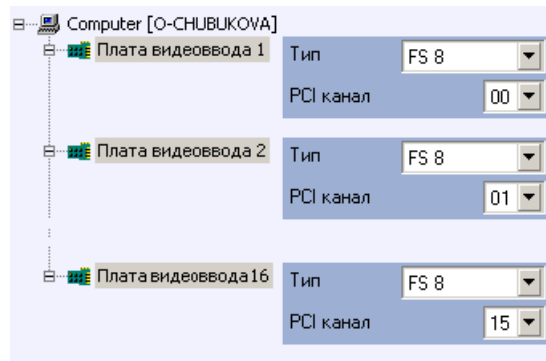 Computer [O-CHUBUKOVA]
Плата видеоввода 1 Тип FS 8
PCI канал 00
Плата видеоввода 2 Тип FS 8
PCI канал 01
Плата видеоввода 16 Тип FS 8
PCI канал 15